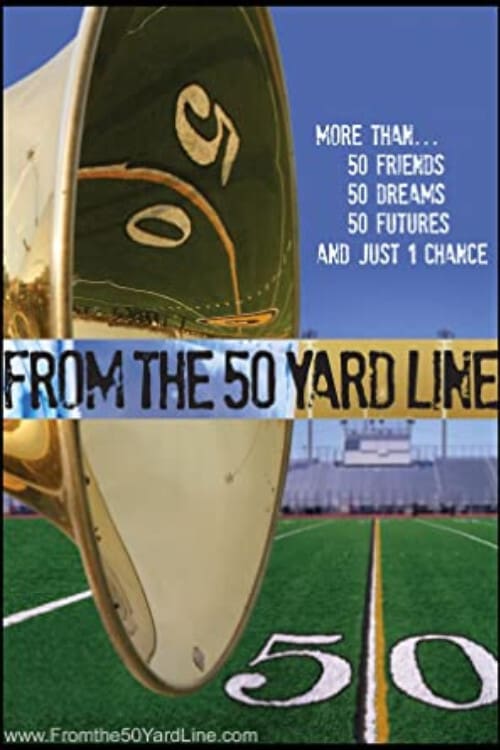 50
MORE THAN...
50 FRIENDS
50 DREAMS
50 FUTURES
AND JUST 1 CHANCE
FROM THE 50 YARD LINE
50
www.Fromthe50YardLine.com